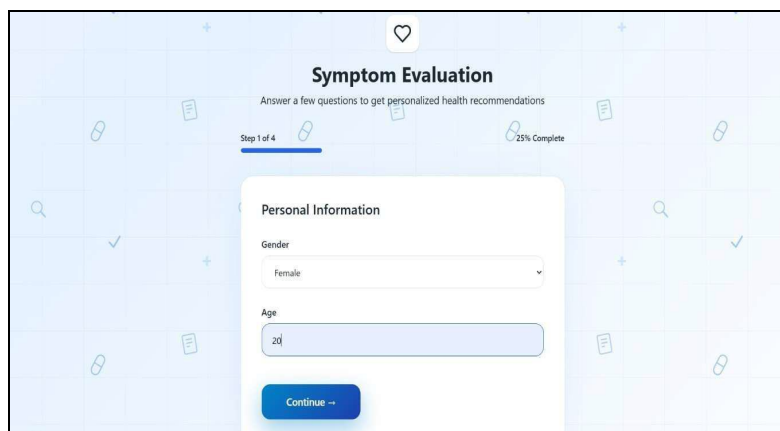 Symptom Evaluation
Answer a few questions to get personalized health recommendations
Step 1 of 4 25% Complete
Personal Information
Gender
Female
Age
20
Continue →